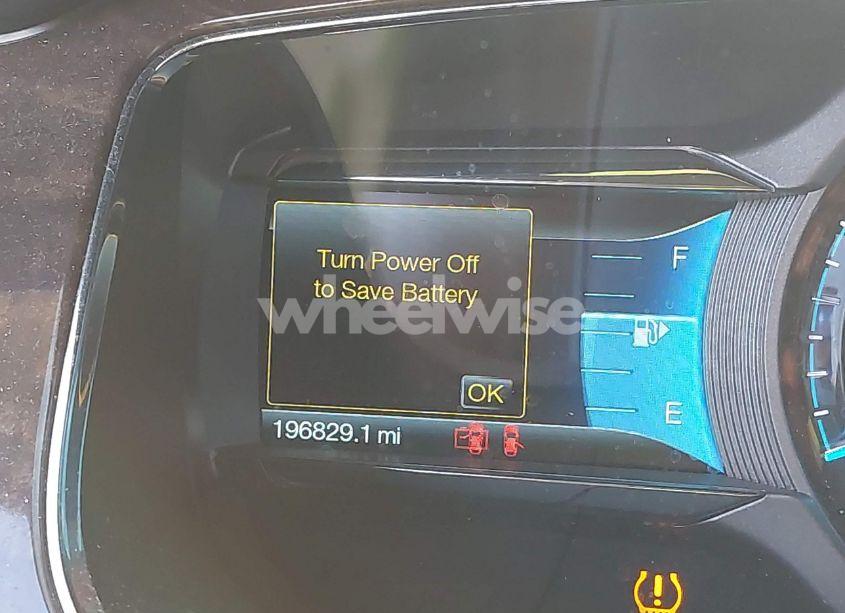 Turn Power Off
to Save Battery
wheelwise
OK
196829.1 mi
F
E